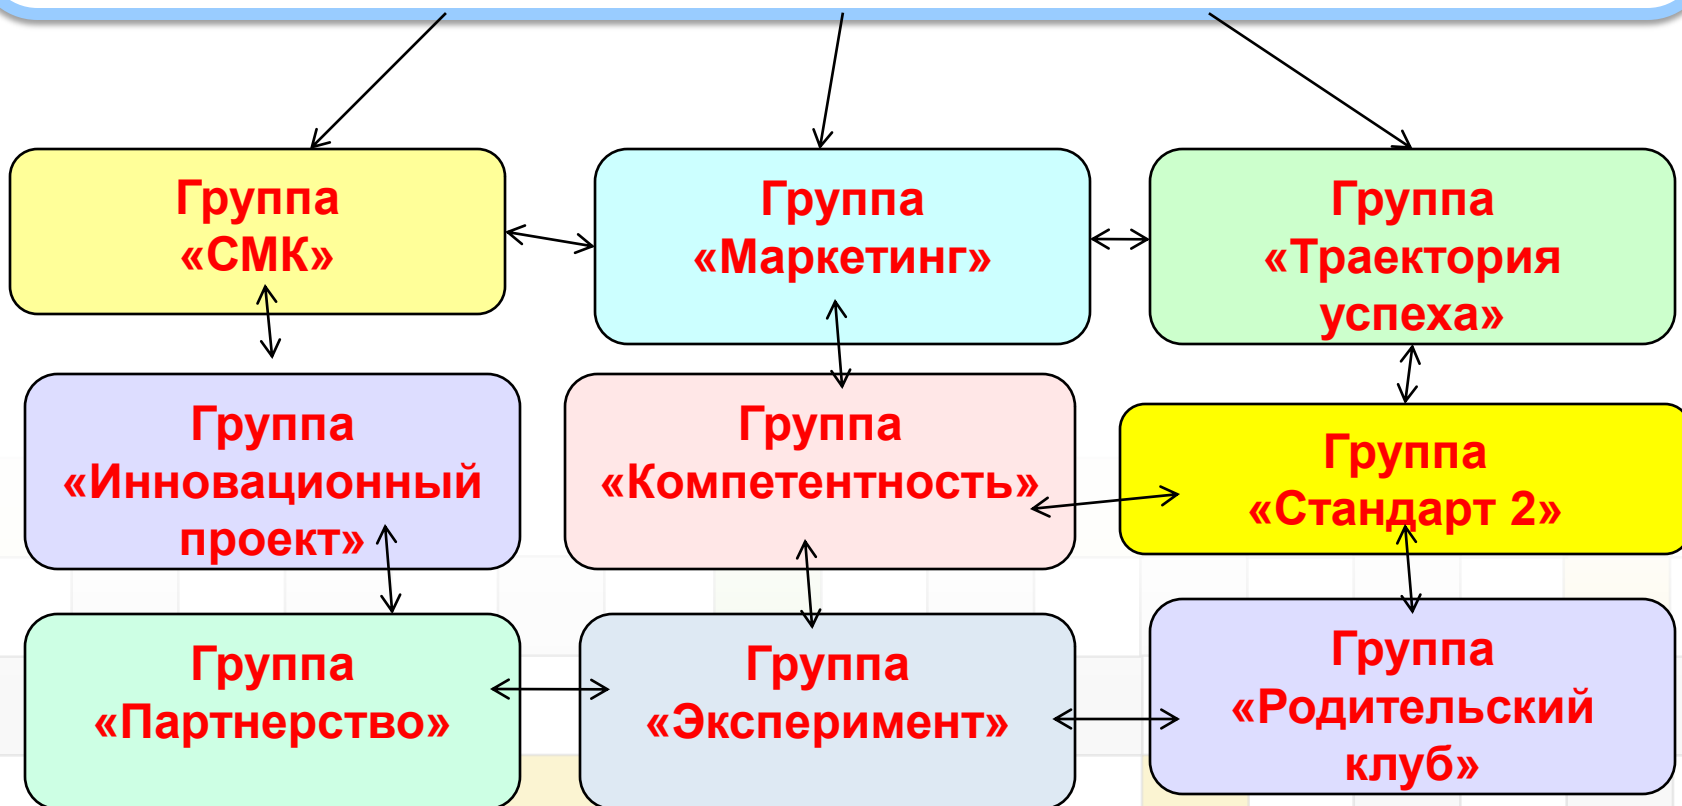 Группа
«СМК»
Группа
«Маркетинг»
Группа
«Траектория
успеха»
Группа
«Инновационный
проект»
Группа
«Компетентность»
Группа
«Стандарт 2»
Группа
«Партнерство»
Группа
«Эксперимент»
Группа
«Родительский
клуб»